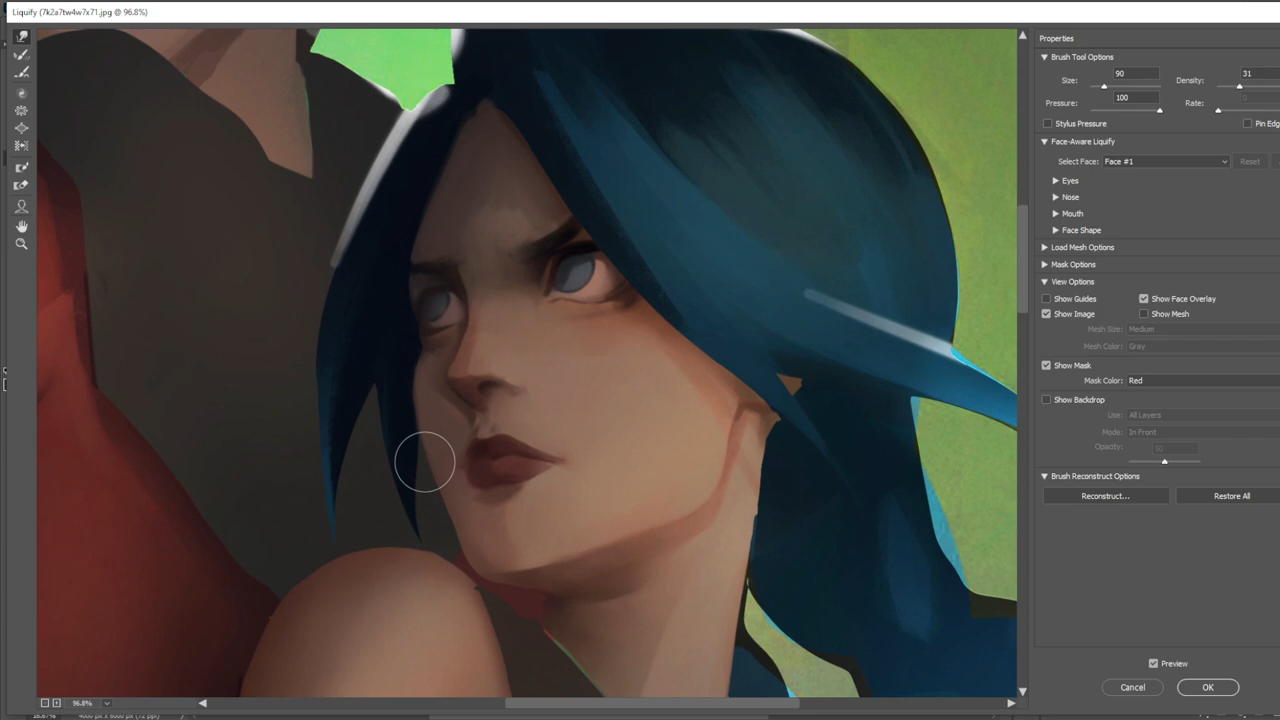 Liquify (7k2a7tw4w7x71.jpg @ 96.8%)
Properties
Brush Tool Options
Size: 90 Density: 31
Pressure: 100 Rate: 0
Stylus Pressure Pin Edg
Face-Aware Liquify
Select Face: Face #1 Reset
Eyes
Nose
Mouth
Face Shape
Load Mesh Options
Mask Options
View Options
Show Guides Show Face Overlay
Show Image Show Mesh
Mesh Size: Medium
Mesh Color: Gray
Show Mask
Mask Color: Red
Show Backdrop
Use: All Layers
Mode: In Front
Opacity: 50
Brush Reconstruct Options
Reconstruct... Restore All
Preview
Cancel OK
96.8%